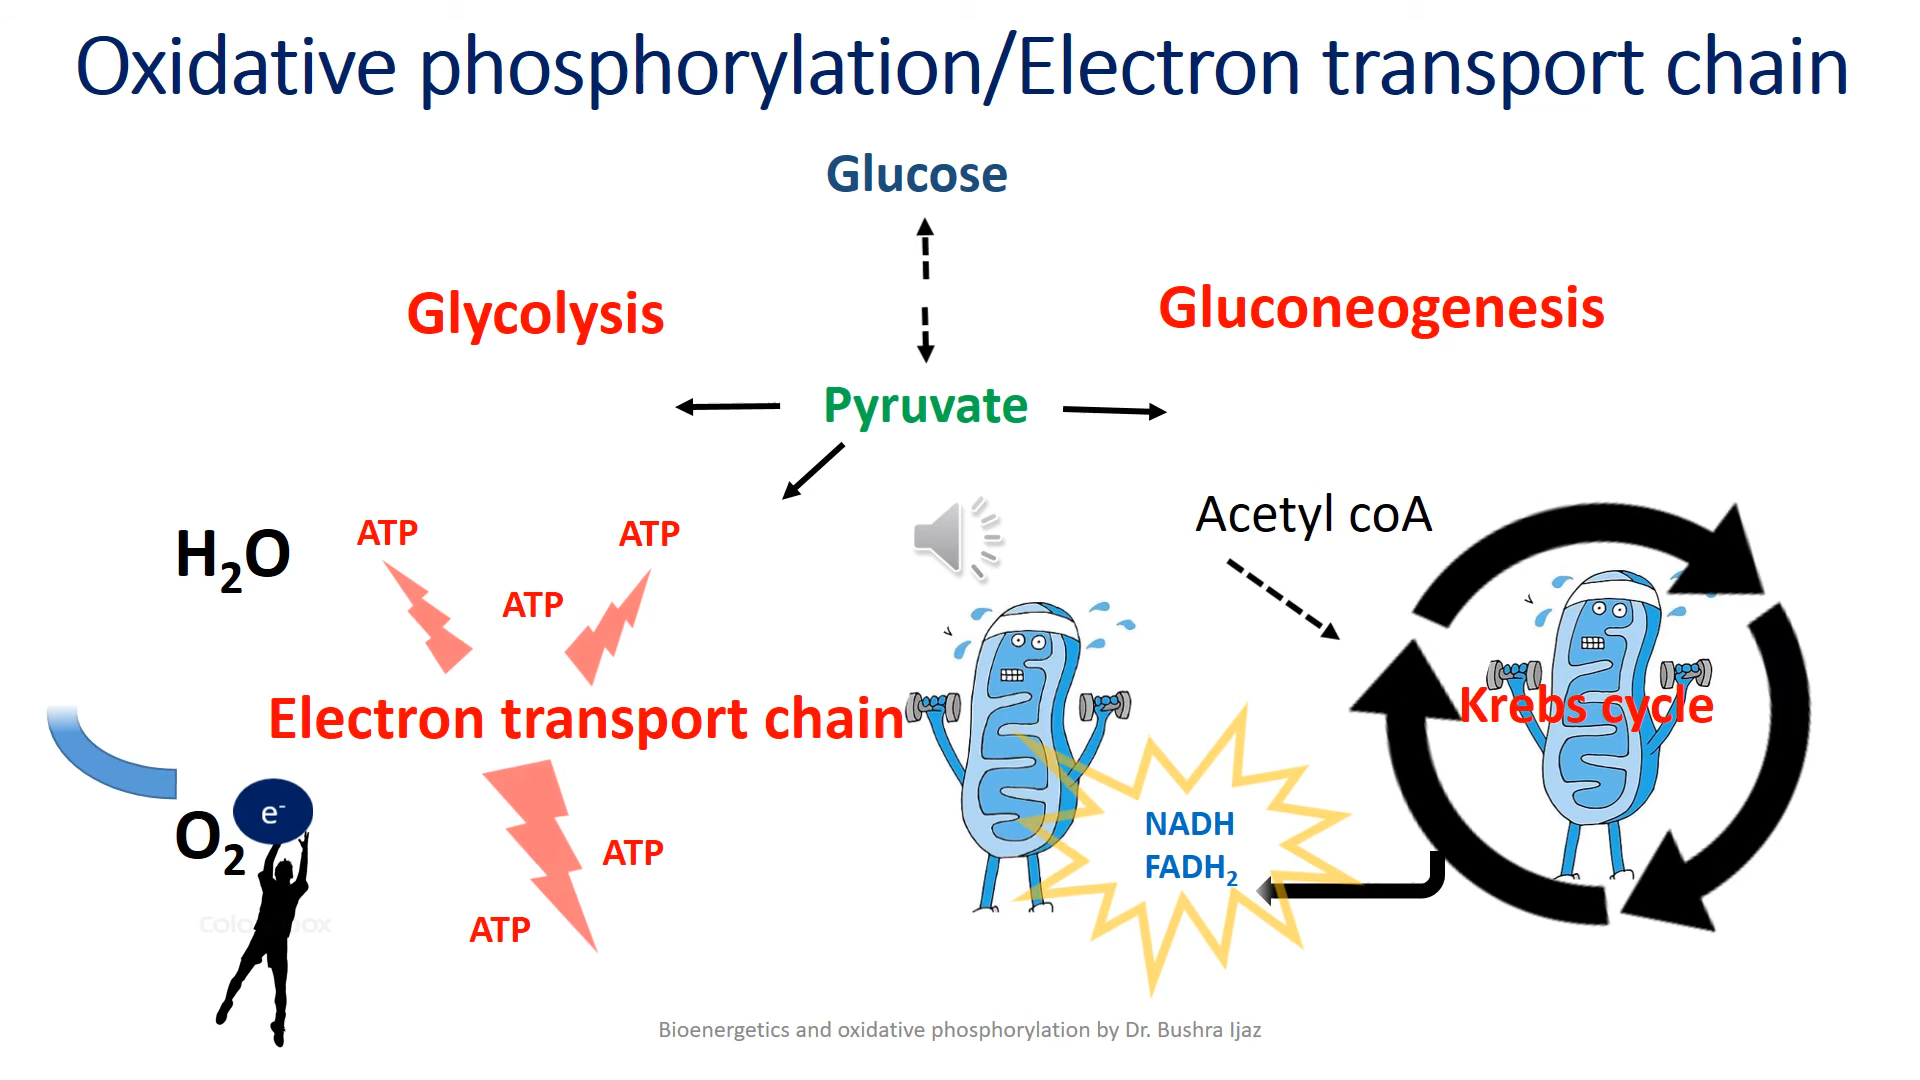 Oxidative phosphorylation/Electron transport chain
Glucose
Glycolysis
Gluconeogenesis
Pyruvate
Acetyl coA
H₂O
ATP
ATP
ATP
Electron transport chain
Krebs cycle
NADH
FADH₂
e⁻
O₂
ATP
ATP
Bioenergetics and oxidative phosphorylation by Dr. Bushra Ijaz